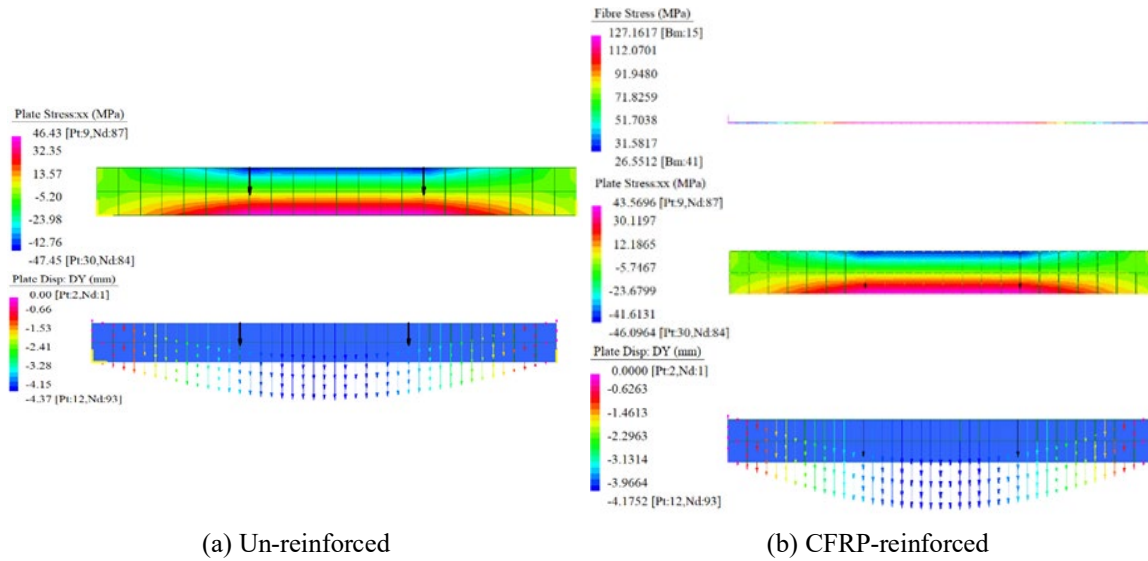 Plate Stress:xx (MPa)
46.43 [Pt:9,Nd:87]
32.35
13.57
-5.20
-23.98
-42.76
-47.45 [Pt:30,Nd:84]
Plate Disp: DY (mm)
0.00 [Pt:2,Nd:1]
-0.66
-1.53
-2.41
-3.28
-4.15
-4.37 [Pt:12,Nd:93]
(a) Un-reinforced
Fibre Stress (MPa)
127.1617 [Bm:15]
112.0701
91.9480
71.8259
51.7038
31.5817
26.5512 [Bm:41]
Plate Stress:xx (MPa)
43.5696 [Pt:9,Nd:87]
30.1197
12.1865
-5.7467
-23.6799
-41.6131
-46.0964 [Pt:30,Nd:84]
Plate Disp: DY (mm)
0.0000 [Pt:2,Nd:1]
-0.6263
-1.4613
-2.2963
-3.1314
-3.9664
-4.1752 [Pt:12,Nd:93]
(b) CFRP-reinforced